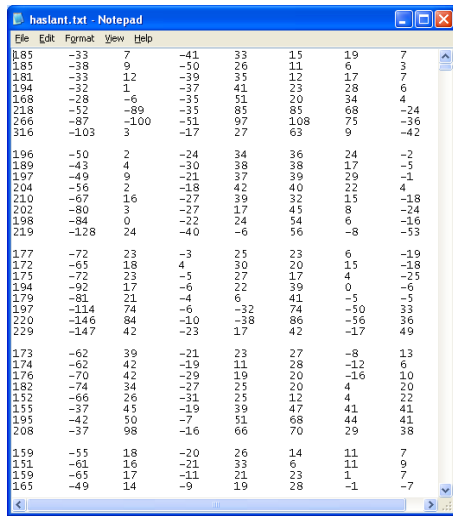 haslant.txt - Notepad
File Edit Format View Help
185 -33 7 -41 33 15 19 7
185 -38 9 -50 26 11 6 3
181 -33 12 -39 35 12 17 7
194 -32 1 -37 41 23 28 6
168 -28 -6 -35 51 20 34 4
218 -52 -89 -35 85 85 68 -24
266 -87 -100 -51 97 108 75 -36
316 -103 3 -17 27 63 9 -42
196 -50 2 -24 34 36 24 -2
189 -43 4 -30 38 38 17 -5
197 -49 9 -21 37 39 29 -1
204 -56 2 -18 42 40 22 4
210 -67 16 -27 39 32 15 -18
202 -80 3 -27 17 45 8 -24
198 -84 0 -22 24 54 6 -16
219 -128 24 -40 -6 56 -8 -53
177 -72 23 -3 25 23 6 -19
172 -65 18 4 30 20 15 -18
175 -72 23 -5 27 17 4 -25
194 -92 17 -6 22 39 0 -6
179 -81 21 -4 6 41 -5 -5
197 -114 74 -6 -32 74 -50 33
220 -146 84 -10 -38 86 -56 36
229 -147 42 -23 17 42 -17 49
173 -62 39 -21 23 27 -8 13
174 -62 42 -19 11 28 -12 6
176 -70 42 -29 19 20 -16 10
182 -74 34 -27 25 20 4 20
152 -66 26 -31 25 12 4 22
155 -37 45 -19 39 47 41 41
195 -42 50 -7 51 68 44 41
208 -37 98 -16 66 70 29 38
159 -55 18 -20 26 14 11 7
151 -61 16 -21 33 6 11 9
159 -65 17 -11 21 23 1 7
165 -49 14 -9 19 28 -1 -7